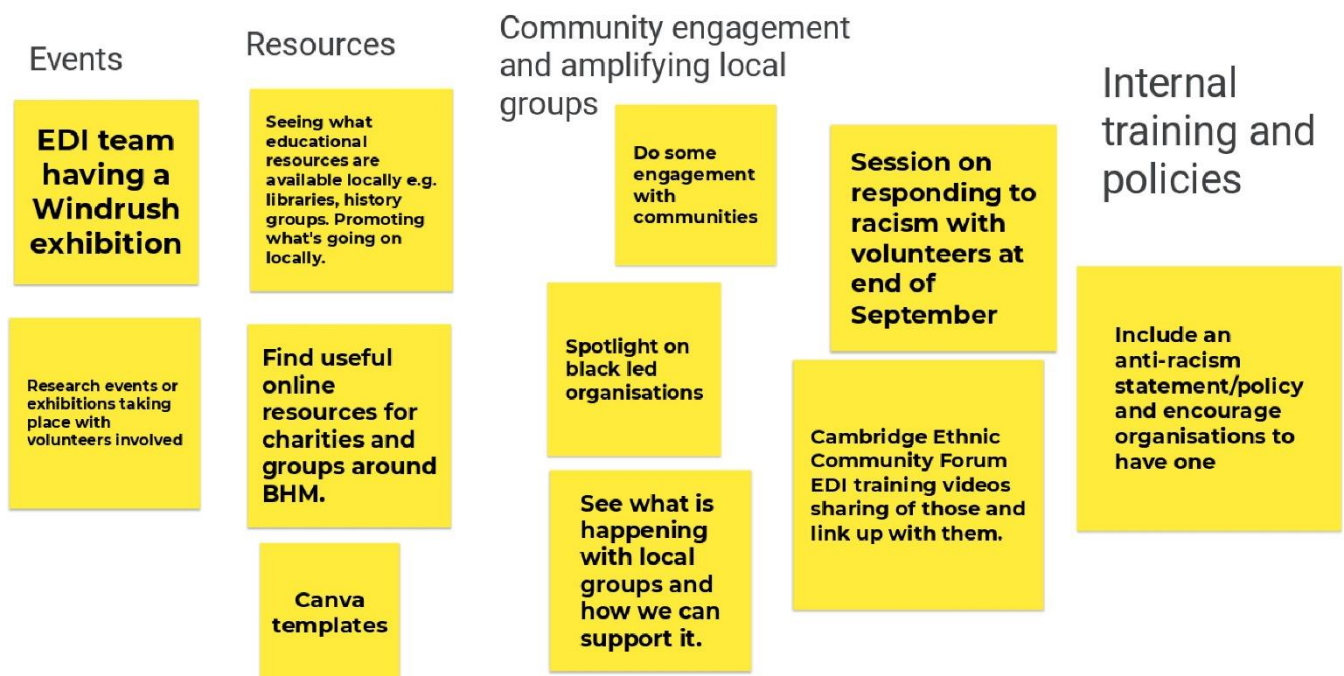 Events
EDI team
having a
Windrush
exhibition
Research events or
exhibitions taking
place with
volunteers involved
Resources
Seeing what
educational
resources are
available locally e.g.
libraries, history
groups. Promoting
what's going on
locally.
Find useful
online
resources for
charities and
groups around
BHM.
Canva
templates
Community engagement
and amplifying local
groups
Do some
engagement
with
communities
Spotlight on
black led
organisations
See what is
happening
with local
groups and
how we can
support it.
Session on
responding to
racism with
volunteers at
end of
September
Cambridge Ethnic
Community Forum
EDI training videos
sharing of those and
link up with them.
Internal
training and
policies
Include an
anti-racism
statement/policy
and encourage
organisations to
have one